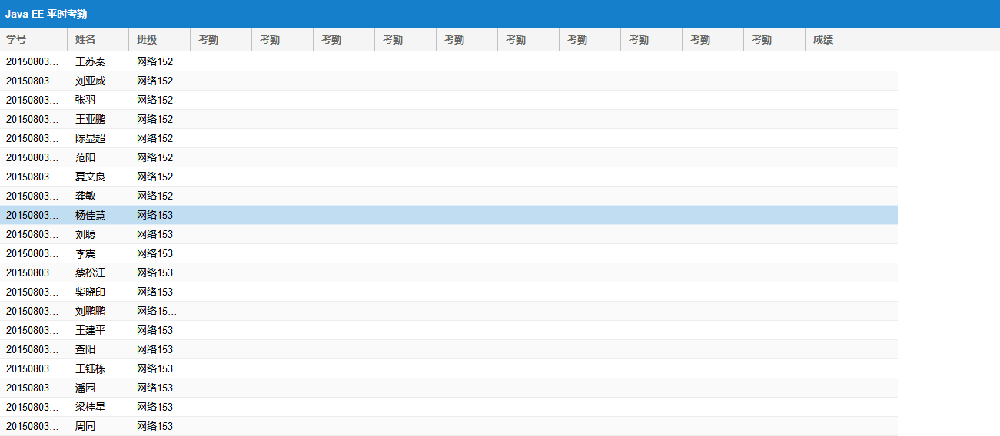 Java EE 平时考勤
学号 姓名 班级 考勤 考勤 考勤 考勤 考勤 考勤 考勤 考勤 考勤 考勤 成绩
20150803... 王苏秦 网络152
20150803... 刘亚威 网络152
20150803... 张羽 网络152
20150803... 王亚鹏 网络152
20150803... 陈显超 网络152
20150803... 范阳 网络152
20150803... 夏文良 网络152
20150803... 龚敏 网络152
20150803... 杨佳慧 网络153
20150803... 刘聪 网络153
20150803... 李震 网络153
20150803... 蔡松江 网络153
20150803... 柴晓印 网络153
20150803... 刘鹏鹏 网络15...
20150803... 王建平 网络153
20150803... 查阳 网络153
20150803... 王钰栋 网络153
20150803... 潘园 网络153
20150803... 梁桂星 网络153
20150803... 周同 网络153